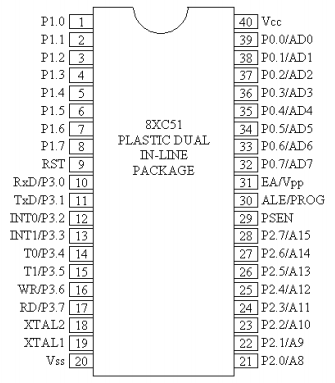 P1.0 1 40 Vcc
P1.1 2 39 P0.0/AD0
P1.2 3 38 P0.1/AD1
P1.3 4 37 P0.2/AD2
P1.4 5 36 P0.3/AD3
P1.5 6 35 P0.4/AD4
P1.6 7 8XC51 34 P0.5/AD5
P1.7 8 PLASTIC DUAL 33 P0.6/AD6
RST 9 IN-LINE 32 P0.7/AD7
RxD/P3.0 10 PACKAGE 31 EA/Vpp
TxD/P3.1 11 30 ALE/PROG
INT0/P3.2 12 29 PSEN
INT1/P3.3 13 28 P2.7/A15
T0/P3.4 14 27 P2.6/A14
T1/P3.5 15 26 P2.5/A13
WR/P3.6 16 25 P2.4/A12
RD/P3.7 17 24 P2.3/A11
XTAL2 18 23 P2.2/A10
XTAL1 19 22 P2.1/A9
Vss 20 21 P2.0/A8